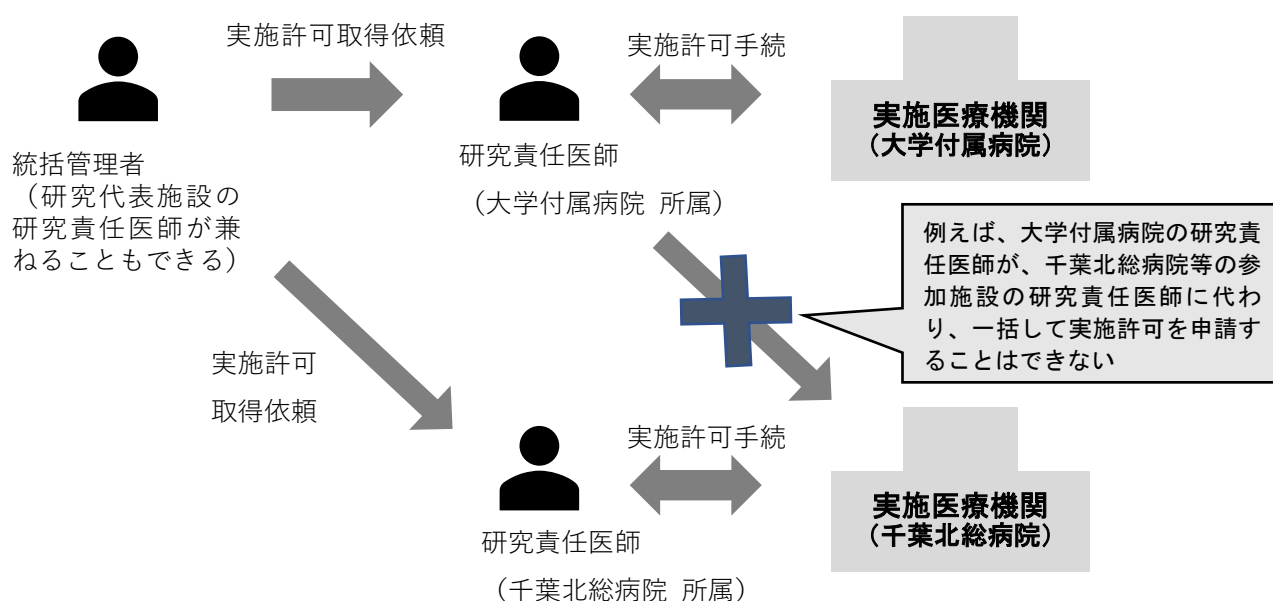 実施許可取得依頼
実施許可手続
統括管理者
（研究代表施設の
研究責任医師が兼
ねることもできる）
研究責任医師
（大学付属病院 所属）
実施医療機関
（大学付属病院）
例えば、大学付属病院の研究責
任医師が、千葉北総病院等の参
加施設の研究責任医師に代わ
り、一括して実施許可を申請す
ることはできない
実施許可
取得依頼
実施許可手続
研究責任医師
（千葉北総病院 所属）
実施医療機関
（千葉北総病院）